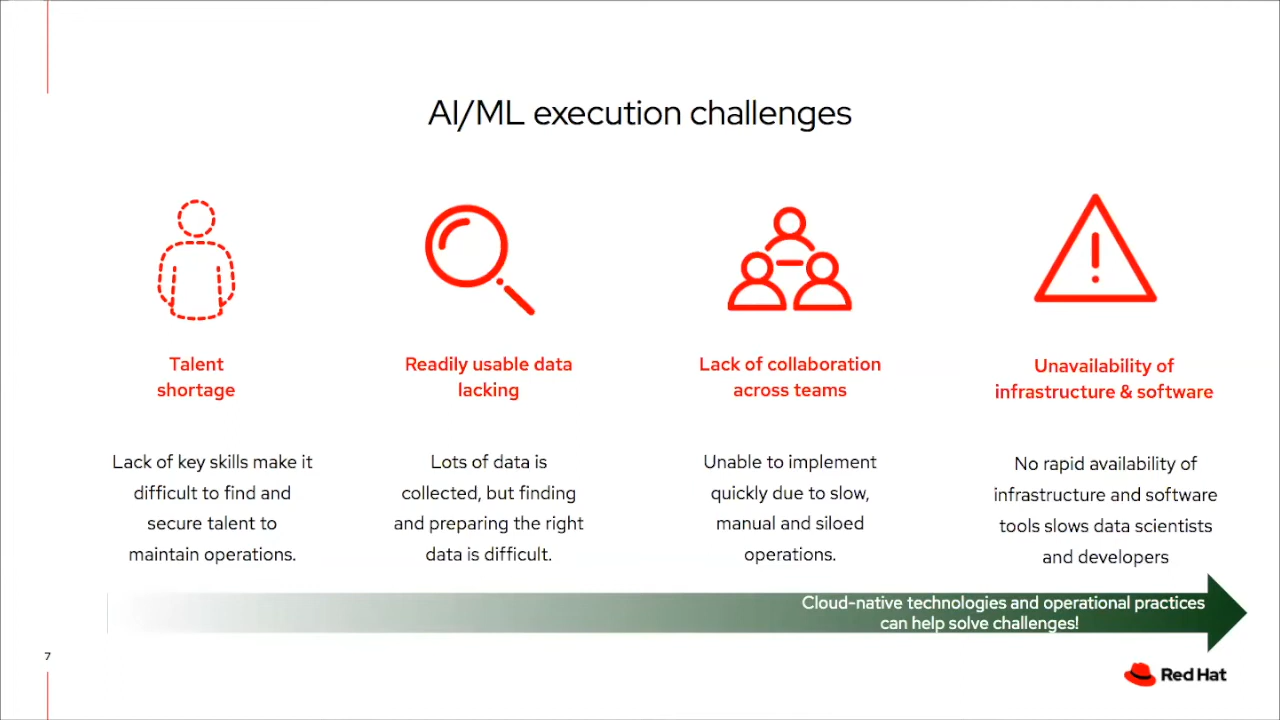 AI/ML execution challenges
Talent
shortage
Lack of key skills make it
difficult to find and
secure talent to
maintain operations.
Readily usable data
lacking
Lots of data is
collected, but finding
and preparing the right
data is difficult.
Lack of collaboration
across teams
Unable to implement
quickly due to slow,
manual and siloed
operations.
Unavailability of
infrastructure & software
No rapid availability of
infrastructure and software
tools slows data scientists
and developers
Cloud-native technologies and operational practices
can help solve challenges!
7
Red Hat